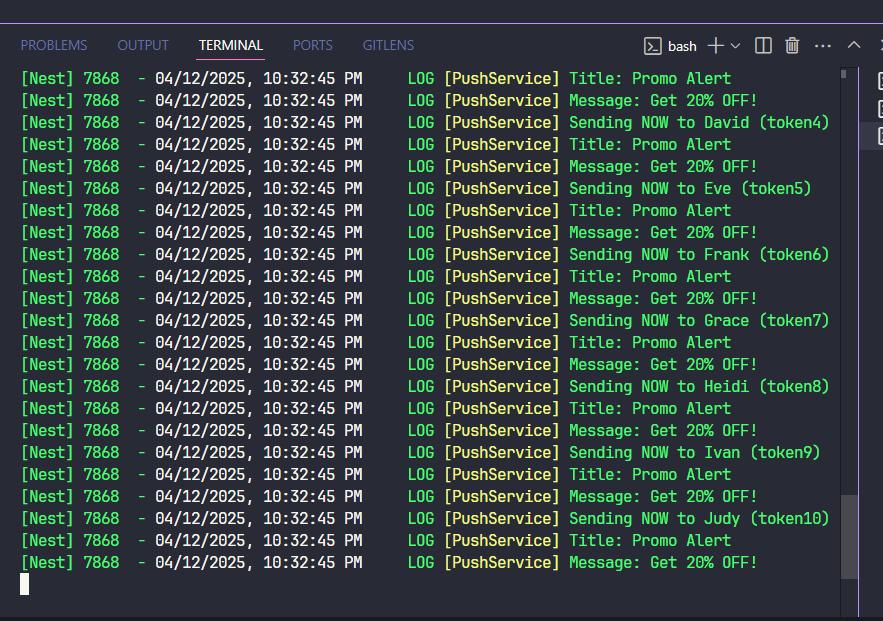 PROBLEMS OUTPUT TERMINAL PORTS GITLENS bash
[Nest] 7868  - 04/12/2025, 10:32:45 PM     LOG [PushService] Title: Promo Alert
[Nest] 7868  - 04/12/2025, 10:32:45 PM     LOG [PushService] Message: Get 20% OFF!
[Nest] 7868  - 04/12/2025, 10:32:45 PM     LOG [PushService] Sending NOW to David (token4)
[Nest] 7868  - 04/12/2025, 10:32:45 PM     LOG [PushService] Title: Promo Alert
[Nest] 7868  - 04/12/2025, 10:32:45 PM     LOG [PushService] Message: Get 20% OFF!
[Nest] 7868  - 04/12/2025, 10:32:45 PM     LOG [PushService] Sending NOW to Eve (token5)
[Nest] 7868  - 04/12/2025, 10:32:45 PM     LOG [PushService] Title: Promo Alert
[Nest] 7868  - 04/12/2025, 10:32:45 PM     LOG [PushService] Message: Get 20% OFF!
[Nest] 7868  - 04/12/2025, 10:32:45 PM     LOG [PushService] Sending NOW to Frank (token6)
[Nest] 7868  - 04/12/2025, 10:32:45 PM     LOG [PushService] Title: Promo Alert
[Nest] 7868  - 04/12/2025, 10:32:45 PM     LOG [PushService] Message: Get 20% OFF!
[Nest] 7868  - 04/12/2025, 10:32:45 PM     LOG [PushService] Sending NOW to Grace (token7)
[Nest] 7868  - 04/12/2025, 10:32:45 PM     LOG [PushService] Title: Promo Alert
[Nest] 7868  - 04/12/2025, 10:32:45 PM     LOG [PushService] Message: Get 20% OFF!
[Nest] 7868  - 04/12/2025, 10:32:45 PM     LOG [PushService] Sending NOW to Heidi (token8)
[Nest] 7868  - 04/12/2025, 10:32:45 PM     LOG [PushService] Title: Promo Alert
[Nest] 7868  - 04/12/2025, 10:32:45 PM     LOG [PushService] Message: Get 20% OFF!
[Nest] 7868  - 04/12/2025, 10:32:45 PM     LOG [PushService] Sending NOW to Ivan (token9)
[Nest] 7868  - 04/12/2025, 10:32:45 PM     LOG [PushService] Title: Promo Alert
[Nest] 7868  - 04/12/2025, 10:32:45 PM     LOG [PushService] Message: Get 20% OFF!
[Nest] 7868  - 04/12/2025, 10:32:45 PM     LOG [PushService] Sending NOW to Judy (token10)
[Nest] 7868  - 04/12/2025, 10:32:45 PM     LOG [PushService] Title: Promo Alert
[Nest] 7868  - 04/12/2025, 10:32:45 PM     LOG [PushService] Message: Get 20% OFF!